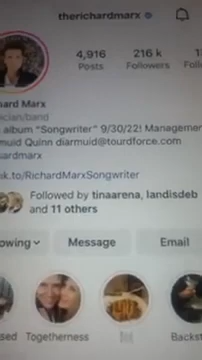 therichardmarx
4,916
216 k
Posts
Followers
ard Marx
ician/band
album "Songwriter" 9/30/22! Managemen
muid Quinn diarmuid@tourdforce.com
ardmarx
k.to/RichardMarxSongwriter
Followed by tinaarena, landisdeb
and 11 others
owing
Message
Email
sed
Togetherness
Backst